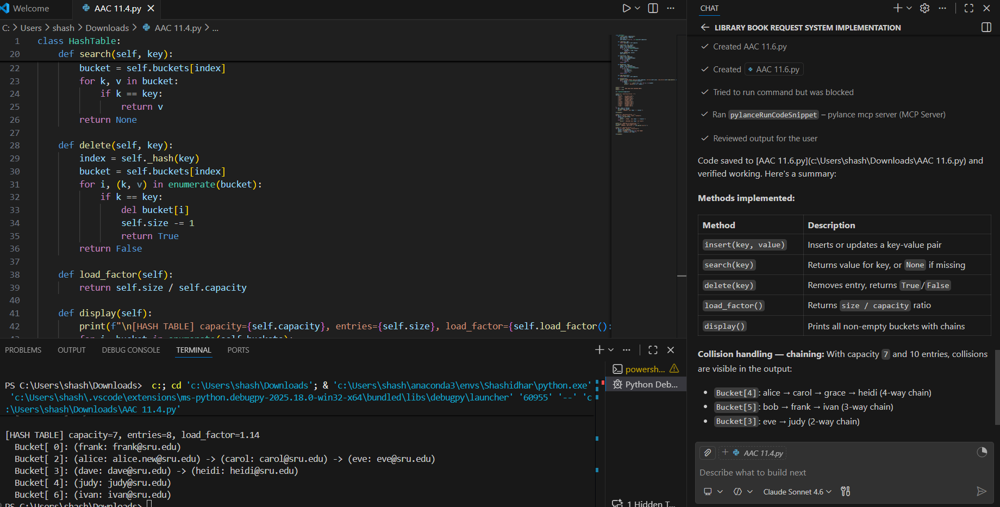 Welcome
AAC 11.4.py
C: > Users > shash > Downloads > AAC 11.4.py > ...
1 class HashTable:
20 def search(self, key):
22 bucket = self.buckets[index]
23 for k, v in bucket:
24 if k == key:
25 return v
26 return None
27
28 def delete(self, key):
29 index = self._hash(key)
30 bucket = self.buckets[index]
31 for i, (k, v) in enumerate(bucket):
32 if k == key:
33 del bucket[i]
34 self.size -= 1
35 return True
36 return False
37
38 def load_factor(self):
39 return self.size / self.capacity
40
41 def display(self):
42 print(f"\n[HASH TABLE] capacity={self.capacity}, entries={self.size}, load_factor={self.load_factor():
PROBLEMS OUTPUT DEBUG CONSOLE TERMINAL PORTS
PS C:\Users\shash\Downloads> c:; cd 'c:\Users\shash\Downloads'; & 'c:\Users\shash\anaconda3\envs\Shashidhar\python.exe'
'c:\Users\shash\.vscode\extensions\ms-python.debugpy-2025.18.0-win32-x64\bundled\libs\debugpy\launcher' '60955' '--' 'c
:\Users\shash\Downloads\AAC 11.4.py'
[HASH TABLE] capacity=7, entries=8, load_factor=1.14
Bucket[ 0]: (frank: frank@sru.edu)
Bucket[ 2]: (alice: alice.new@sru.edu) -> (carol: carol@sru.edu) -> (eve: eve@sru.edu)
Bucket[ 3]: (dave: dave@sru.edu) -> (heidi: heidi@sru.edu)
Bucket[ 4]: (judy: judy@sru.edu)
Bucket[ 6]: (ivan: ivan@sru.edu)
PS C:\Users\shash\Downloads>
powersh...
Python Deb...
1 Hidden T...
CHAT
LIBRARY BOOK REQUEST SYSTEM IMPLEMENTATION
Created AAC 11.6.py
Created AAC 11.6.py
Tried to run command but was blocked
Ran pylanceRunCodeSnippet – pylance mcp server (MCP Server)
Reviewed output for the user
Code saved to [AAC 11.6.py](c:\Users\shash\Downloads\AAC 11.6.py) and
verified working. Here's a summary:
Methods implemented:
Method Description
insert(key, value) Inserts or updates a key-value pair
search(key) Returns value for key, or None if missing
delete(key) Removes entry, returns True/False
load_factor() Returns size / capacity ratio
display() Prints all non-empty buckets with chains
Collision handling — chaining: With capacity 7 and 10 entries, collisions
are visible in the output:
• Bucket[4]: alice → carol → grace → heidi (4-way chain)
• Bucket[5]: bob → frank → ivan (3-way chain)
• Bucket[3]: eve → judy (2-way chain)
AAC 11.4.py
Describe what to build next
Claude Sonnet 4.6